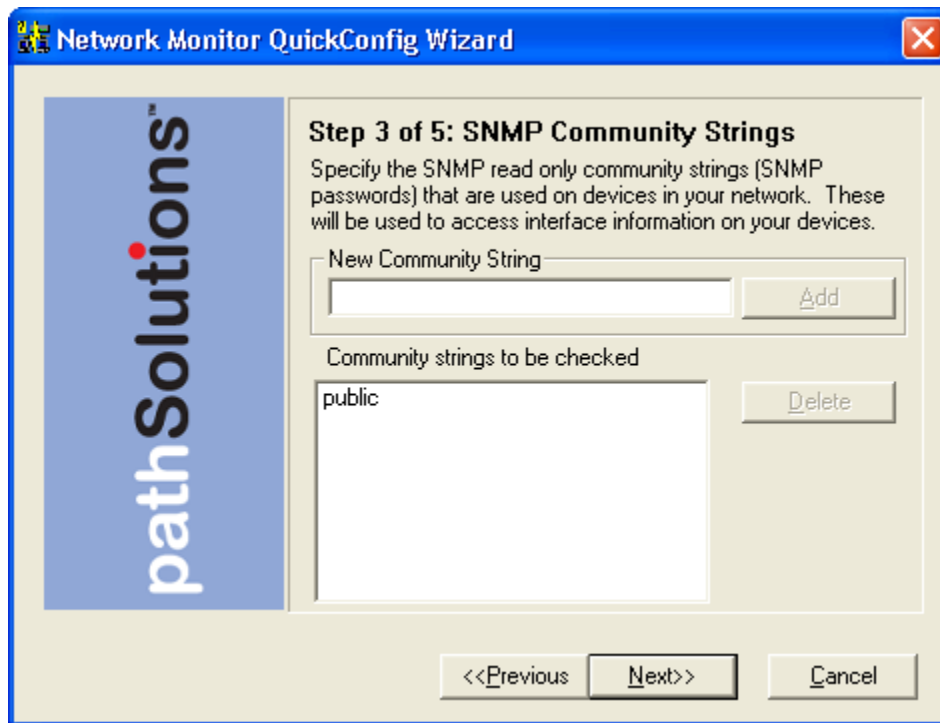 Network Monitor QuickConfig Wizard
pathSolutions™
Step 3 of 5: SNMP Community Strings
Specify the SNMP read only community strings (SNMP
passwords) that are used on devices in your network.  These
will be used to access interface information on your devices.
New Community String
Add
Community strings to be checked
public
Delete
<<Previous
Next>>
Cancel